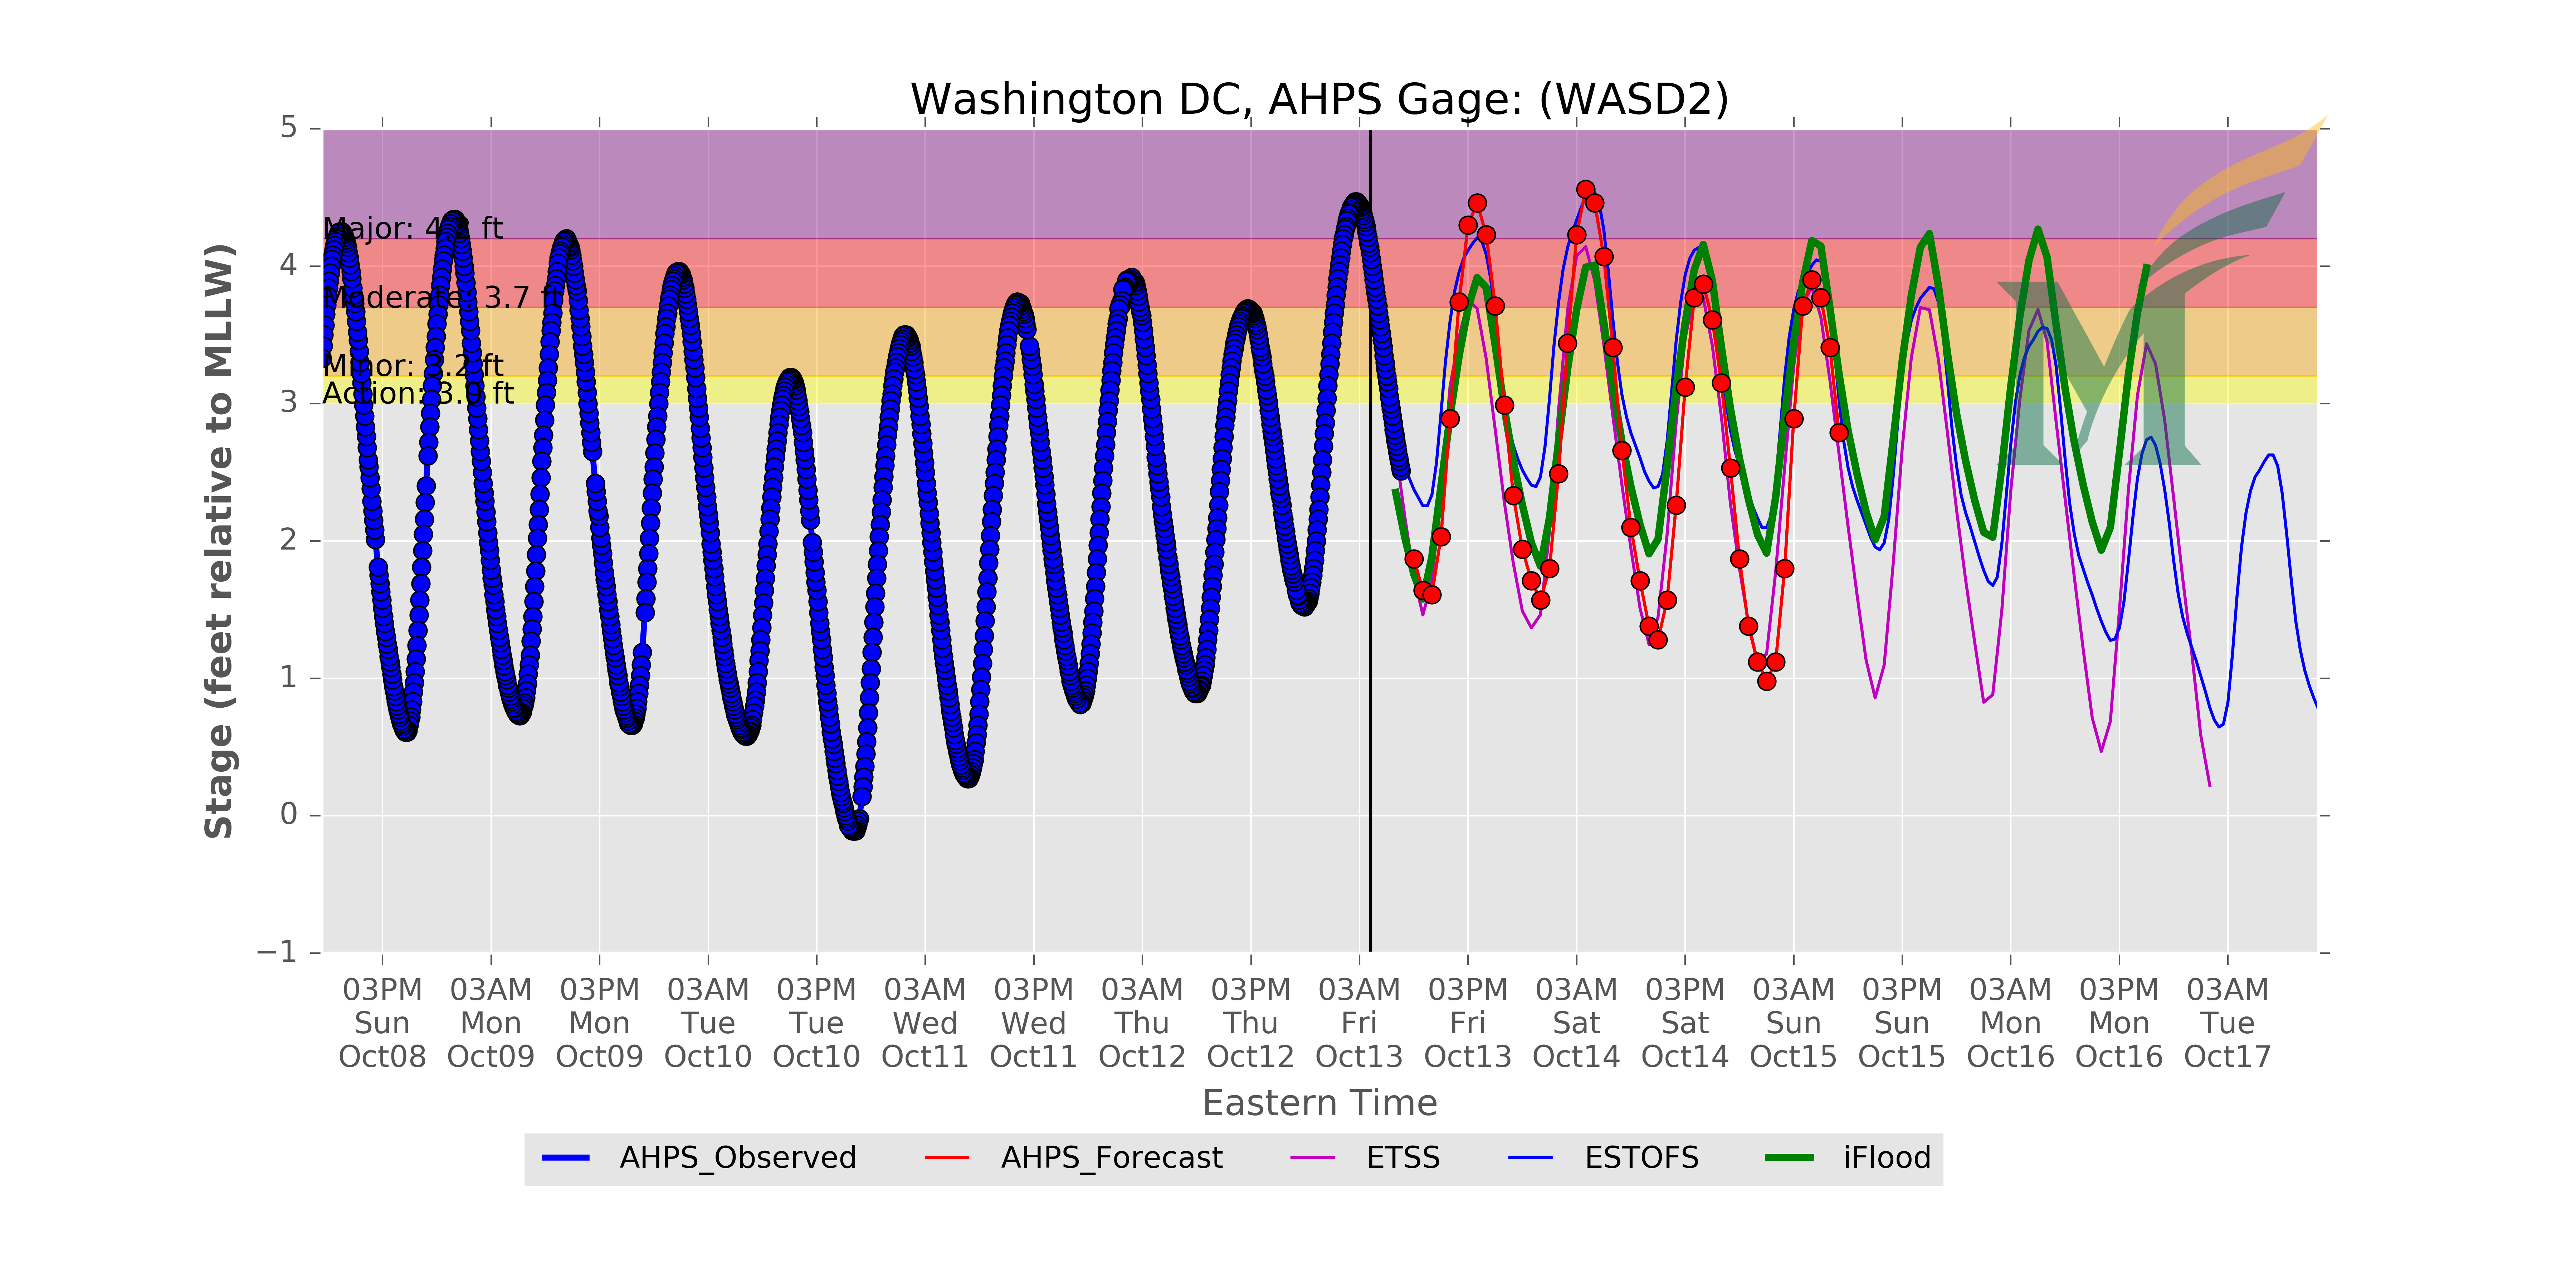 Washington DC, AHPS Gage: (WASD2)
Stage (feet relative to MLLW)
5
4
3
2
1
0
−1
Major: 4.2 ft
Moderate: 3.7 ft
Minor: 3.2 ft
Action: 3.0 ft
03PM 03AM 03PM 03AM 03PM 03AM 03PM 03AM 03PM 03AM 03PM 03AM 03PM 03AM 03PM 03AM 03PM 03AM
Sun Mon Mon Tue Tue Wed Wed Thu Thu Fri Fri Sat Sat Sun Sun Mon Mon Tue
Oct08 Oct09 Oct09 Oct10 Oct10 Oct11 Oct11 Oct12 Oct12 Oct13 Oct13 Oct14 Oct14 Oct15 Oct15 Oct16 Oct16 Oct17
Eastern Time
AHPS_Observed AHPS_Forecast ETSS ESTOFS iFlood